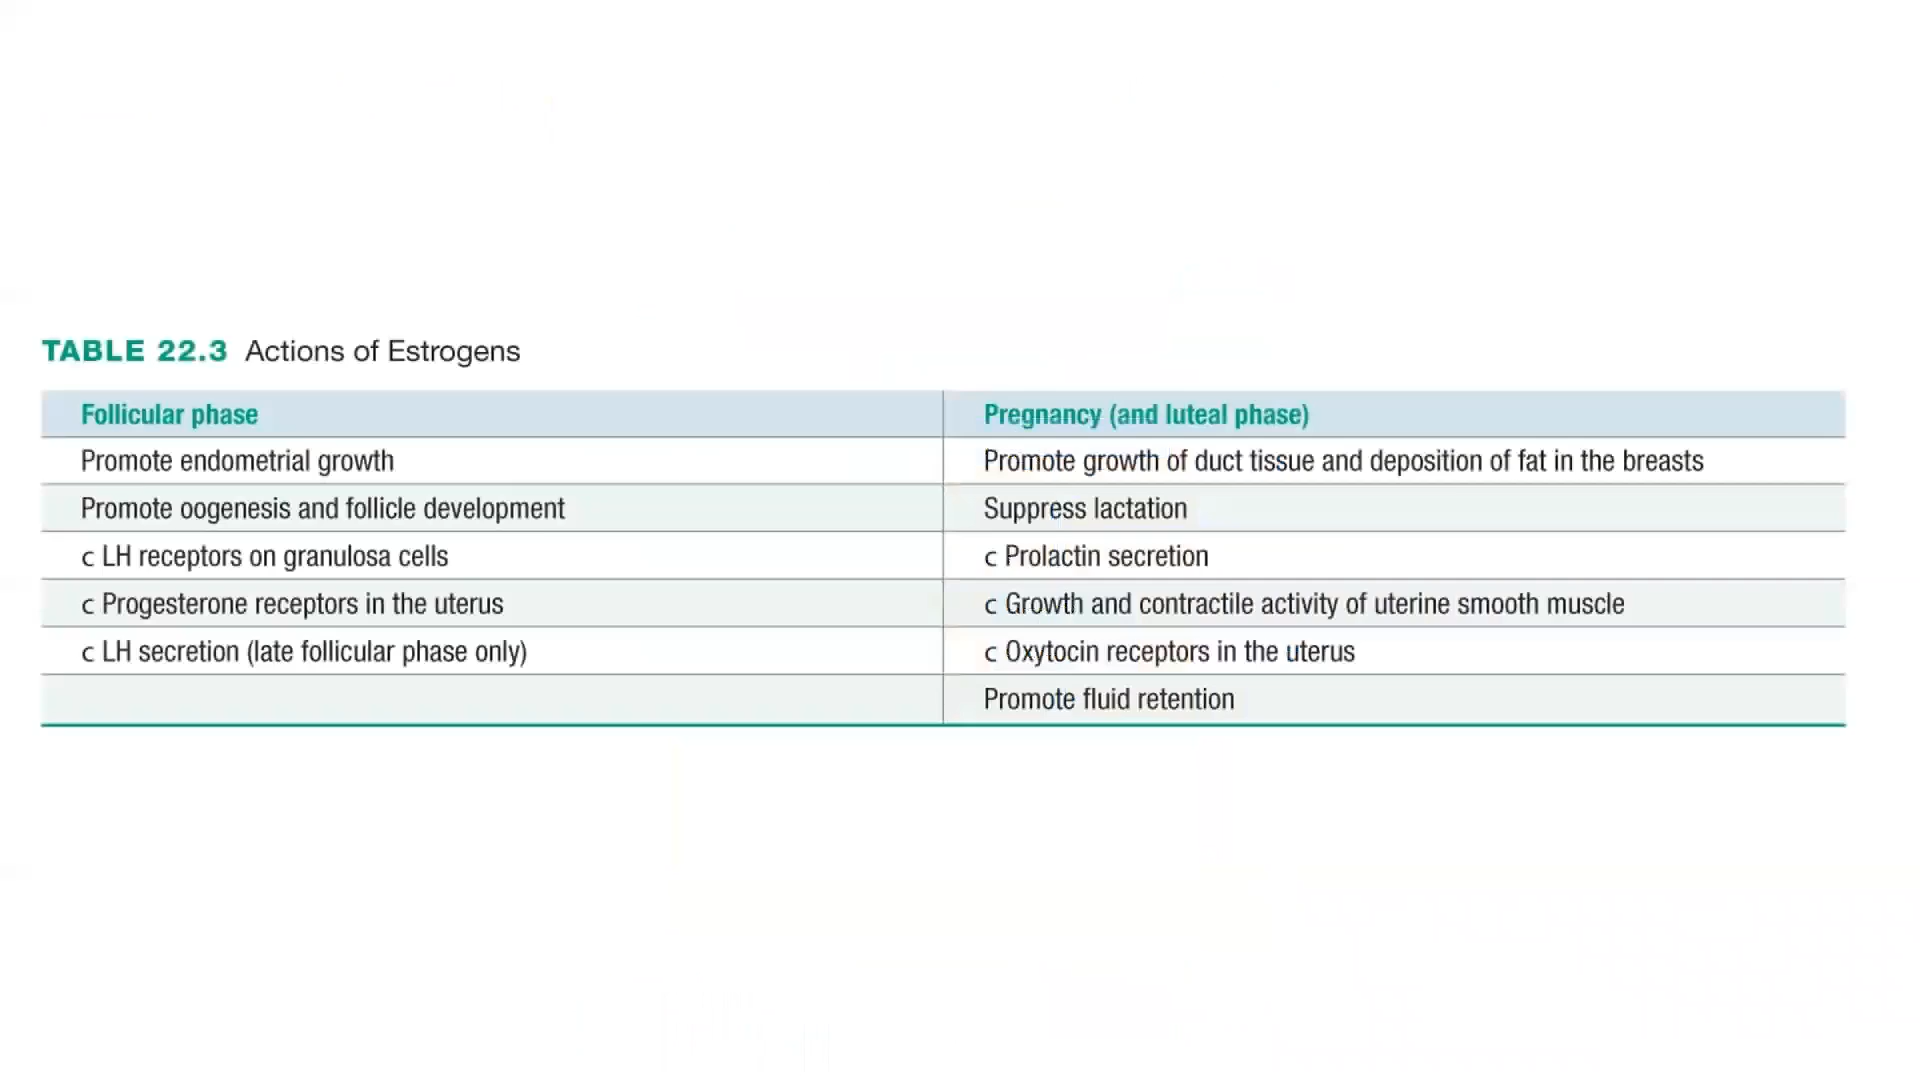 TABLE 22.3 Actions of Estrogens
Follicular phase Pregnancy (and luteal phase)
Promote endometrial growth Promote growth of duct tissue and deposition of fat in the breasts
Promote oogenesis and follicle development Suppress lactation
c LH receptors on granulosa cells c Prolactin secretion
c Progesterone receptors in the uterus c Growth and contractile activity of uterine smooth muscle
c LH secretion (late follicular phase only) c Oxytocin receptors in the uterus
Promote fluid retention